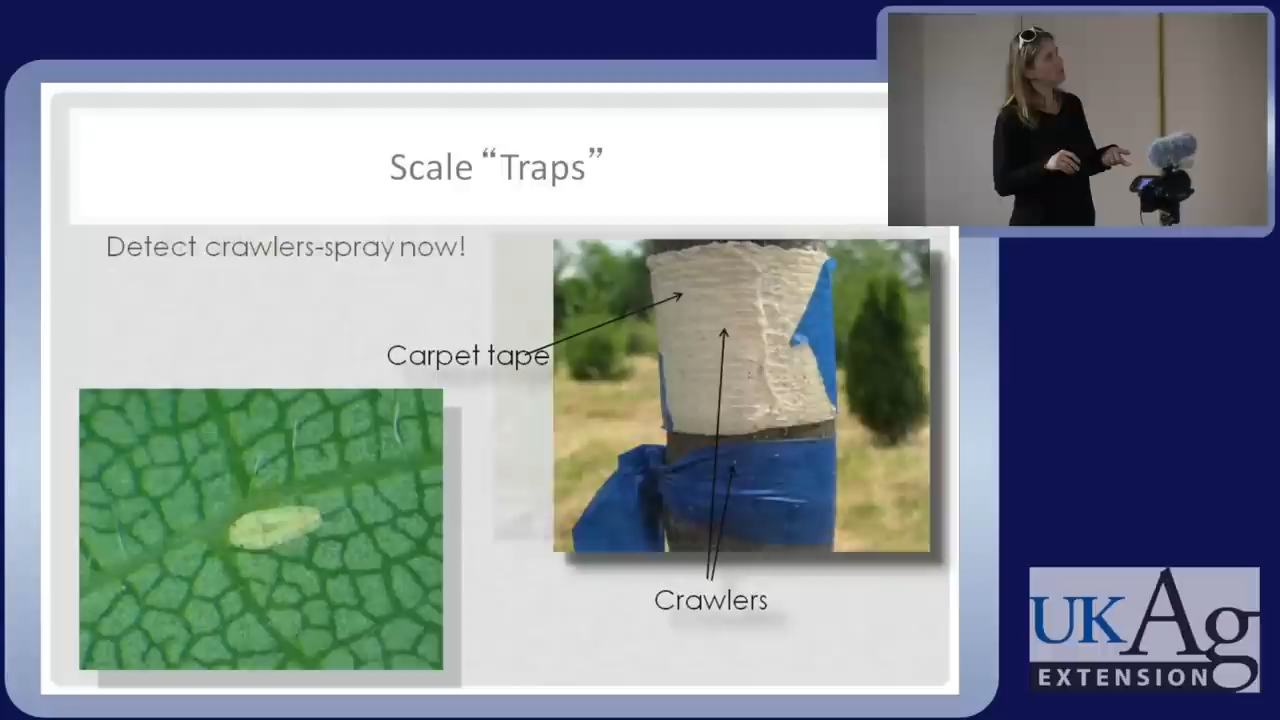 Scale “Traps”
Detect crawlers-spray now!
Carpet tape
Crawlers
UKAg
EXTENSION